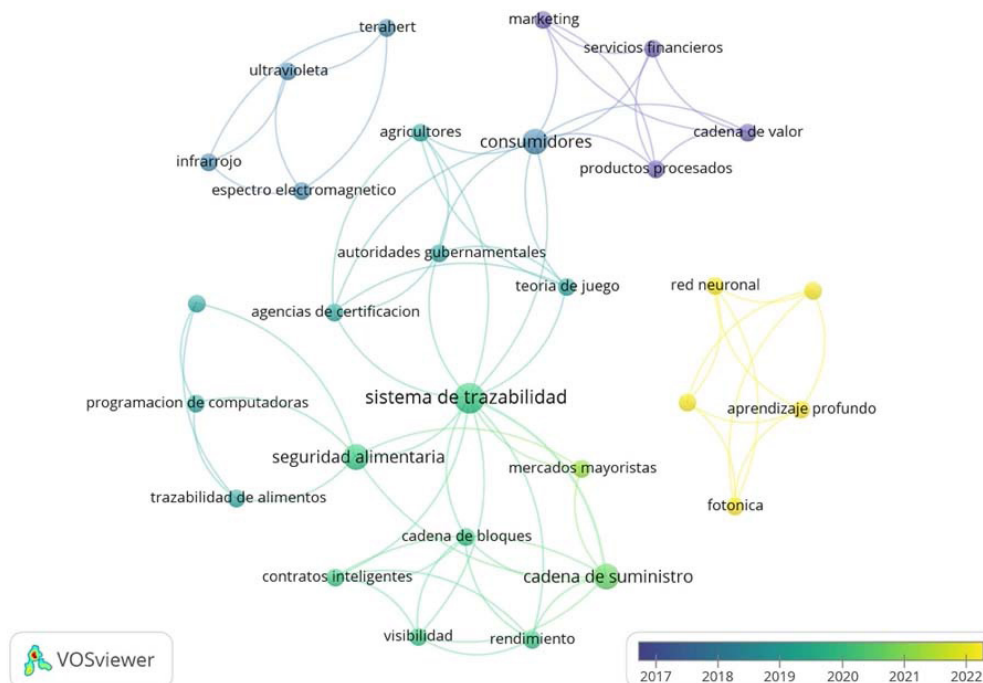 marketing
terahert
servicios financieros
ultravioleta
agricultores
consumidores
cadena de valor
infrarrojo
productos procesados
espectro electromagnetico
autoridades gubernamentales
teoria de juego
red neuronal
agencias de certificacion
sistema de trazabilidad
programacion de computadoras
aprendizaje profundo
seguridad alimentaria
mercados mayoristas
trazabilidad de alimentos
fotonica
cadena de bloques
contratos inteligentes
cadena de suministro
visibilidad
rendimiento
VOSviewer
2017 2018 2019 2020 2021 2022